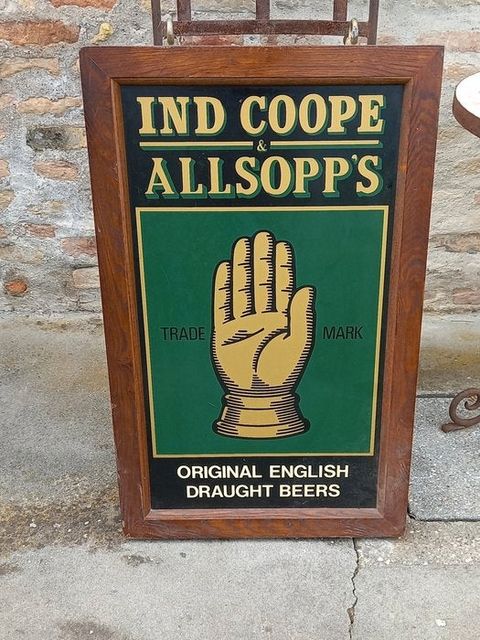 IND COOPE
&
ALLSOPP'S
TRADE MARK
ORIGINAL ENGLISH
DRAUGHT BEERS